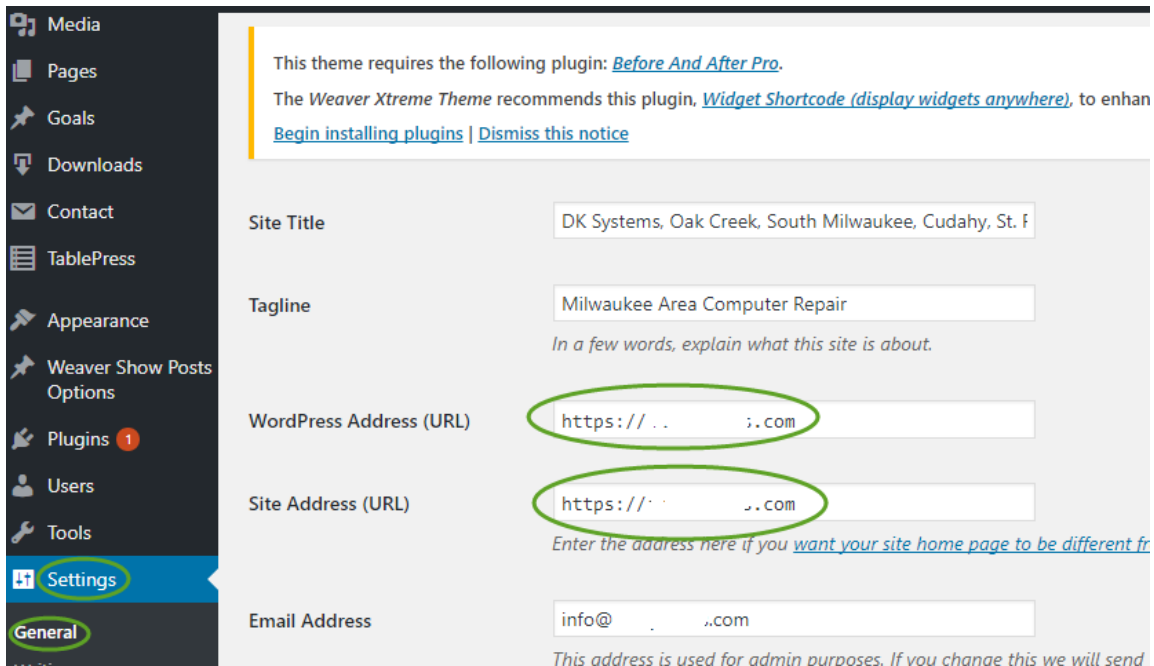 Media
Pages
Goals
Downloads
Contact
TablePress
Appearance
Weaver Show Posts
Options
Plugins 1
Users
Tools
Settings
General
This theme requires the following plugin: Before And After Pro.
The Weaver Xtreme Theme recommends this plugin, Widget Shortcode (display widgets anywhere), to enhan
Begin installing plugins | Dismiss this notice
Site Title
DK Systems, Oak Creek, South Milwaukee, Cudahy, St. F
Tagline
Milwaukee Area Computer Repair
In a few words, explain what this site is about.
WordPress Address (URL)
https:// .com
Site Address (URL)
https:// .com
Enter the address here if you want your site home page to be different fr
Email Address
info@ .com
This address is used for admin purposes. If you change this we will send